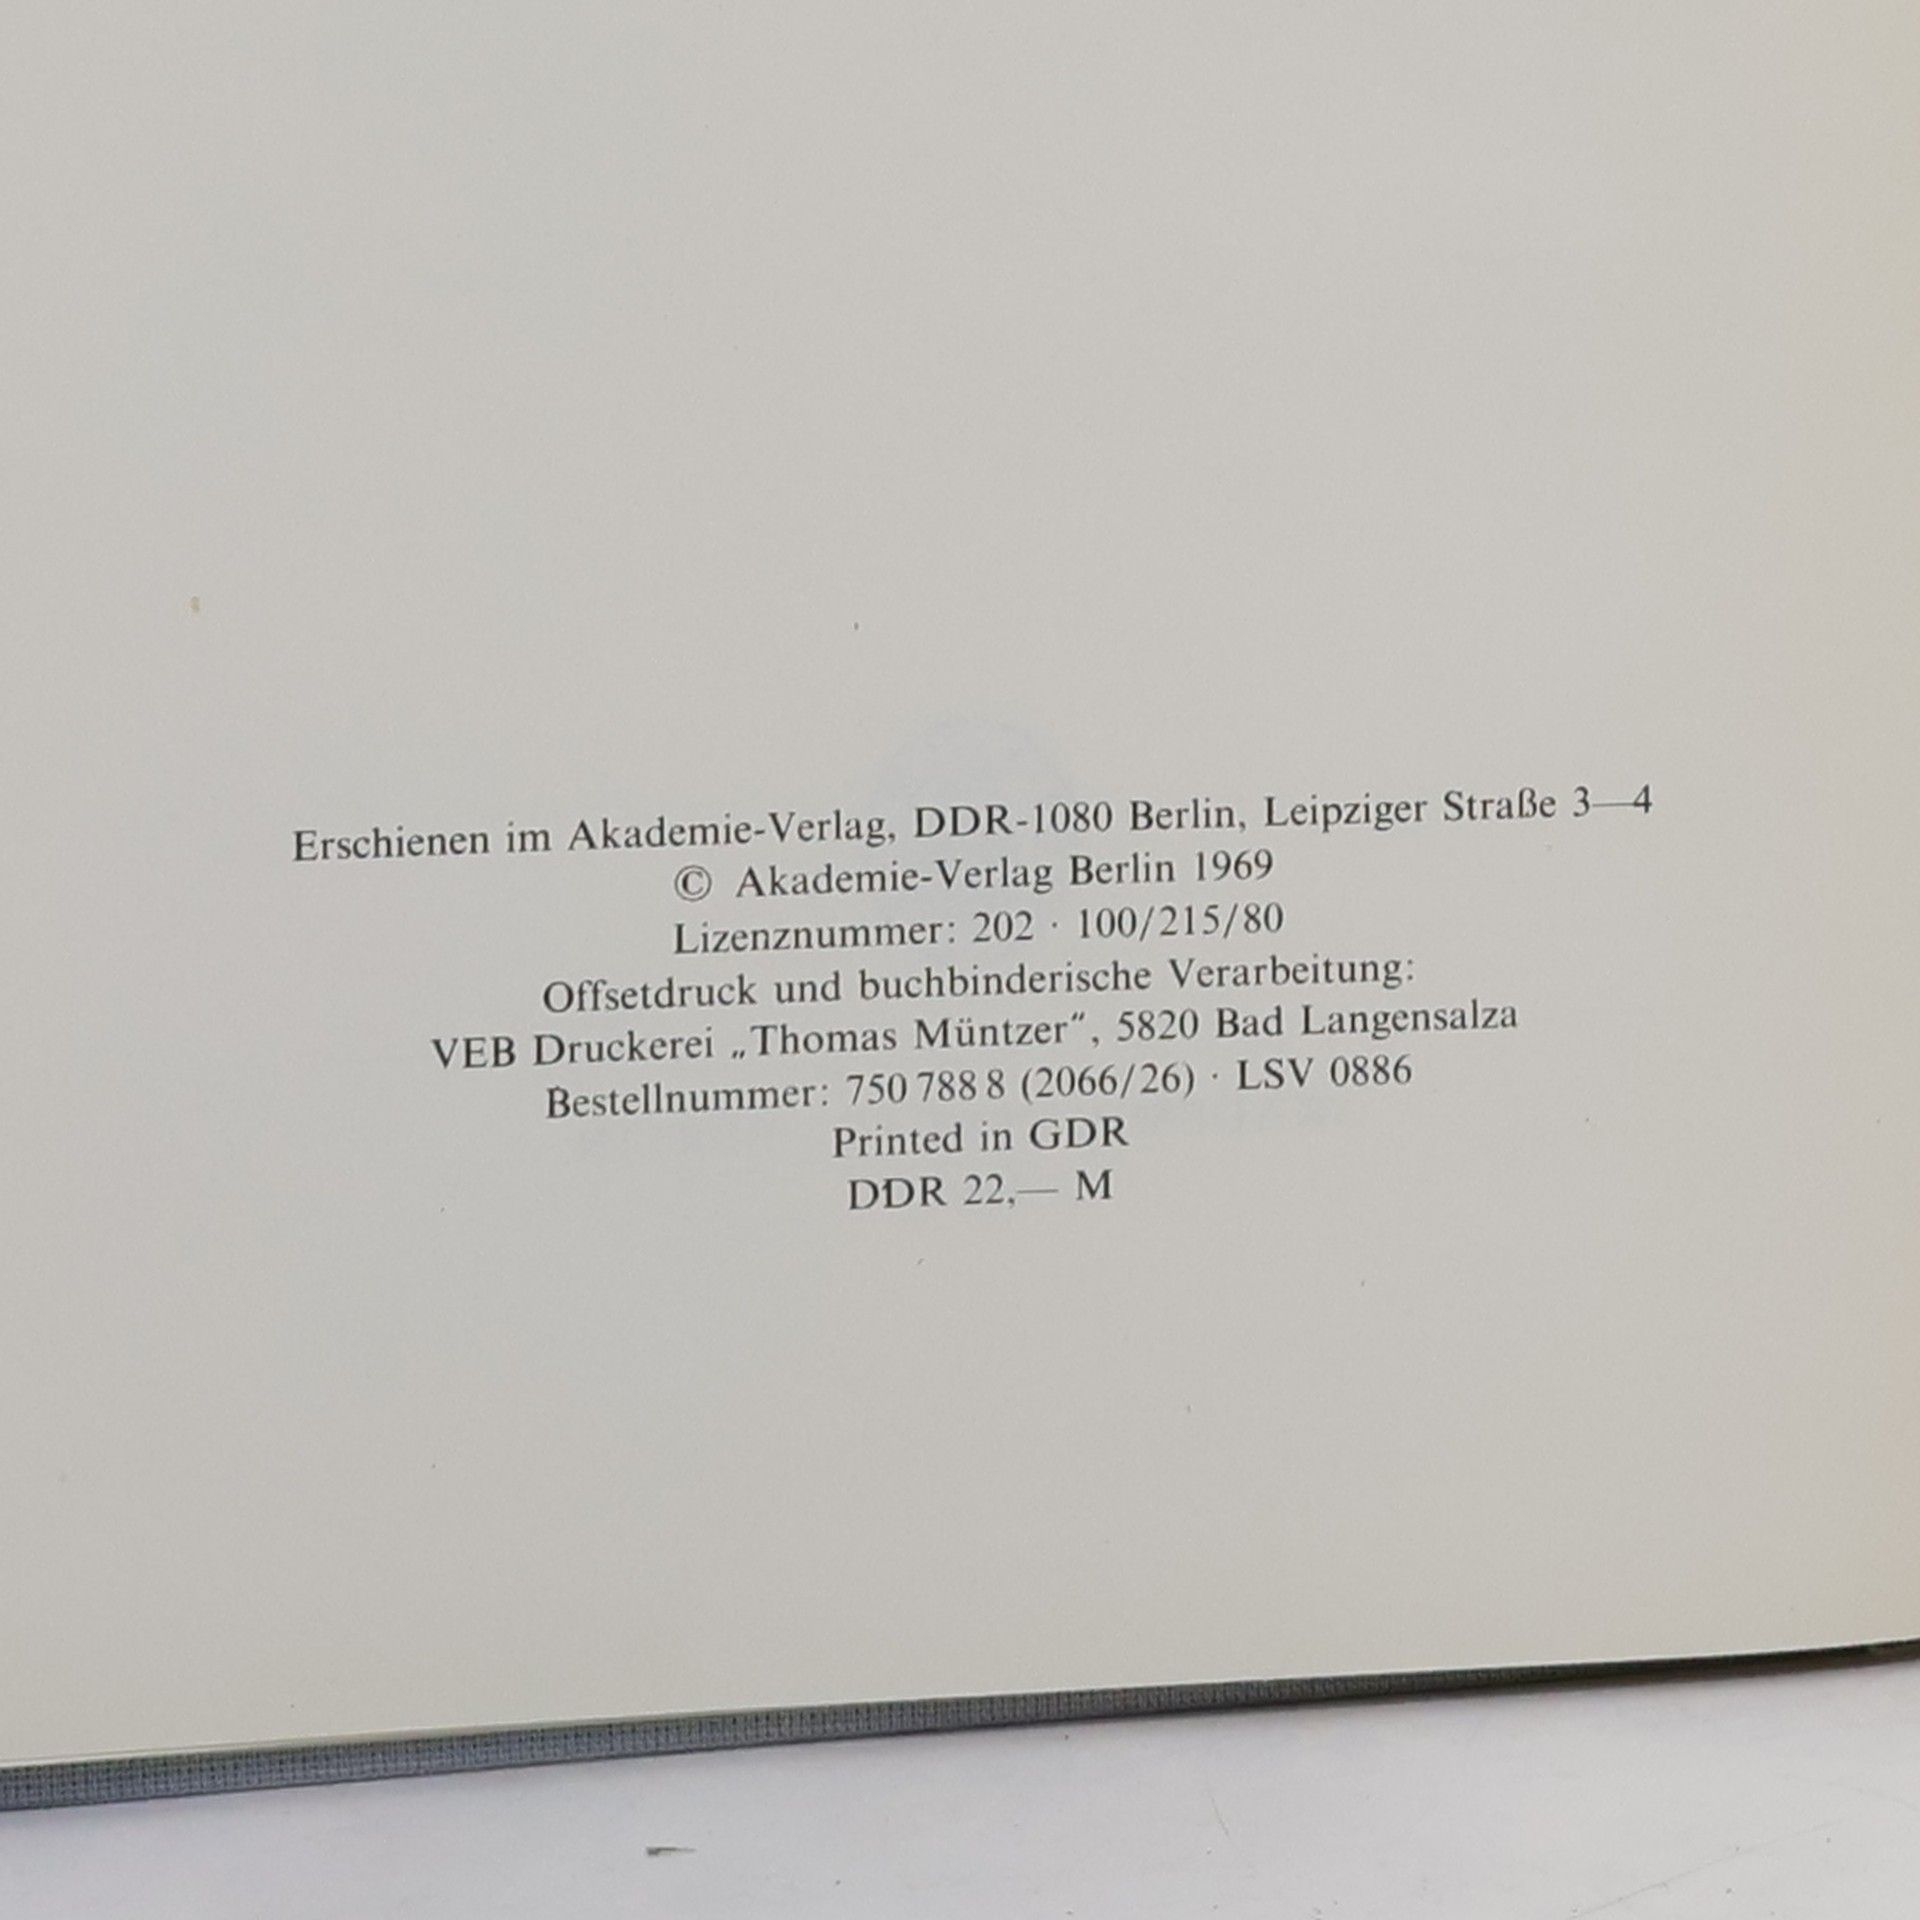 Erschienen im Akademie-Verlag, DDR-1080 Berlin, Leipziger Straße 3—4
© Akademie-Verlag Berlin 1969
Lizenznummer: 202 · 100/215/80
Offsetdruck und buchbinderische Verarbeitung:
VEB Druckerei „Thomas Müntzer“, 5820 Bad Langensalza
Bestellnummer: 750 788 8 (2066/26) · LSV 0886
Printed in GDR
DDR 22,— M